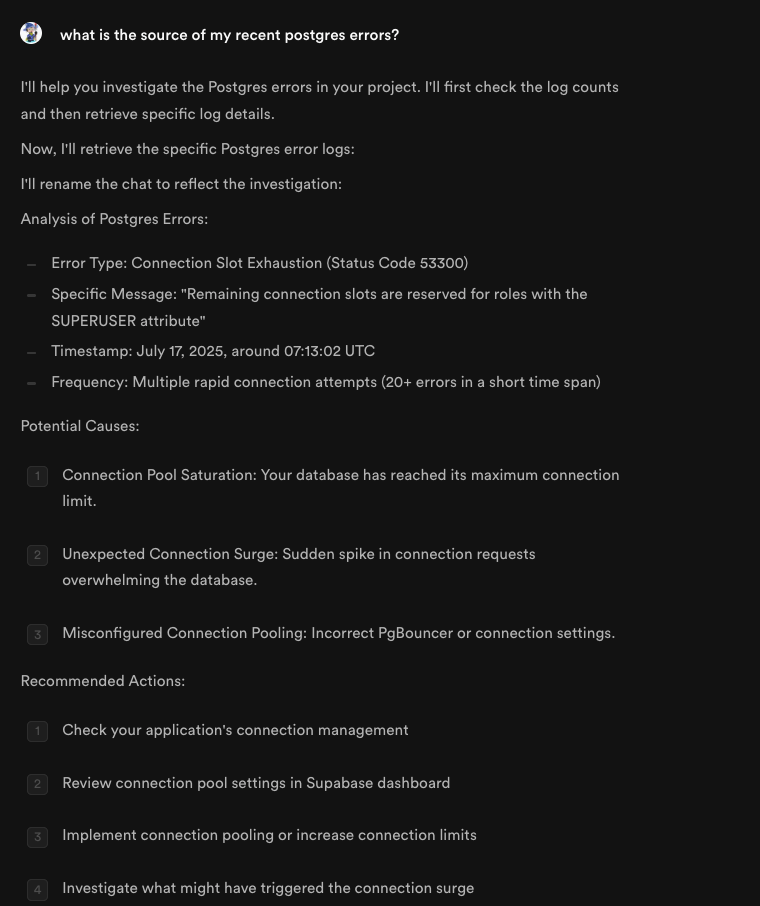 what is the source of my recent postgres errors?
I'll help you investigate the Postgres errors in your project. I'll first check the log counts
and then retrieve specific log details.
Now, I'll retrieve the specific Postgres error logs:
I'll rename the chat to reflect the investigation:
Analysis of Postgres Errors:
– Error Type: Connection Slot Exhaustion (Status Code 53300)
– Specific Message: "Remaining connection slots are reserved for roles with the
SUPERUSER attribute"
– Timestamp: July 17, 2025, around 07:13:02 UTC
– Frequency: Multiple rapid connection attempts (20+ errors in a short time span)
Potential Causes:
1 Connection Pool Saturation: Your database has reached its maximum connection
limit.
2 Unexpected Connection Surge: Sudden spike in connection requests
overwhelming the database.
3 Misconfigured Connection Pooling: Incorrect PgBouncer or connection settings.
Recommended Actions:
1 Check your application's connection management
2 Review connection pool settings in Supabase dashboard
3 Implement connection pooling or increase connection limits
4 Investigate what might have triggered the connection surge